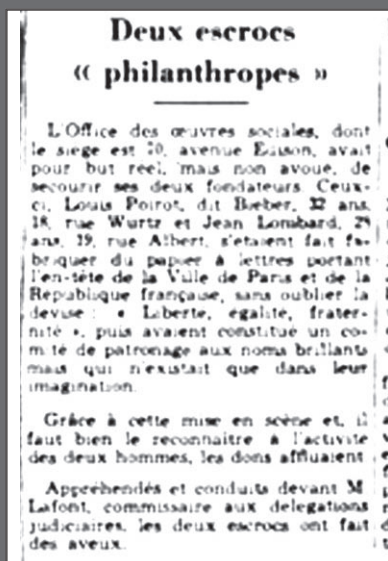 Deux escrocs
« philanthropes »
L'Office des œuvres sociales, dont
le siège est 10, avenue Edison, avait
pour but réel, mais non avoué, de
secourir ses deux fondateurs. Ceux-
ci, Louis Poirot, dit Bieber, 32 ans,
18, rue Wurtz et Jean Lombard, 29
ans, 19, rue Albert, s'étaient fait fa-
briquer du papier à lettres portant
l'en-tête de la Ville de Paris et de la
République française, sans oublier la
devise : « Liberté, égalité, frater-
nité », puis avaient constitué un co-
mité de patronage aux noms brillants
mais qui n'existait que dans leur
imagination.
Grâce à cette mise en scène et, il
faut bien le reconnaître à l'activité
des deux hommes, les dons affluaient.
Appréhendés et conduits devant M.
Lafont, commissaire aux délégations
judiciaires, les deux escrocs ont fait
des aveux.